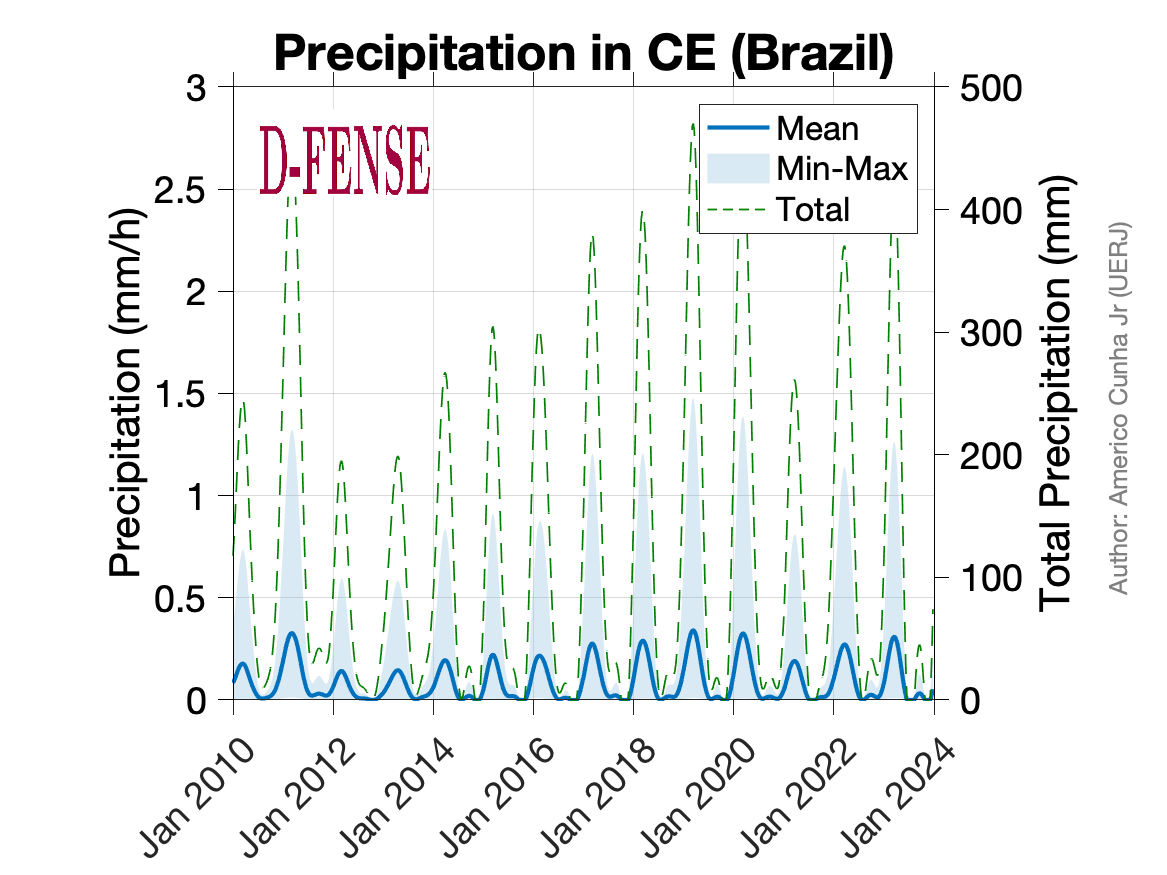 Precipitation in CE (Brazil)
D-FENSE
Mean
Min-Max
Total
Precipitation (mm/h)
3
2.5
2
1.5
1
0.5
0
500
400
300
200
100
0
Total Precipitation (mm)
Author: Americo Cunha Jr (UERJ)
Jan 2010
Jan 2012
Jan 2014
Jan 2016
Jan 2018
Jan 2020
Jan 2022
Jan 2024